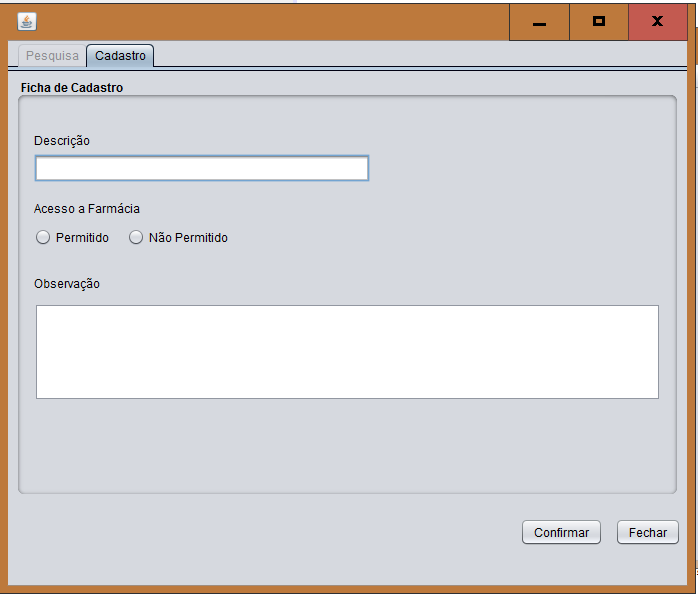 Pesquisa Cadastro
Ficha de Cadastro
Descrição
Acesso a Farmácia
Permitido Não Permitido
Observação
Confirmar Fechar